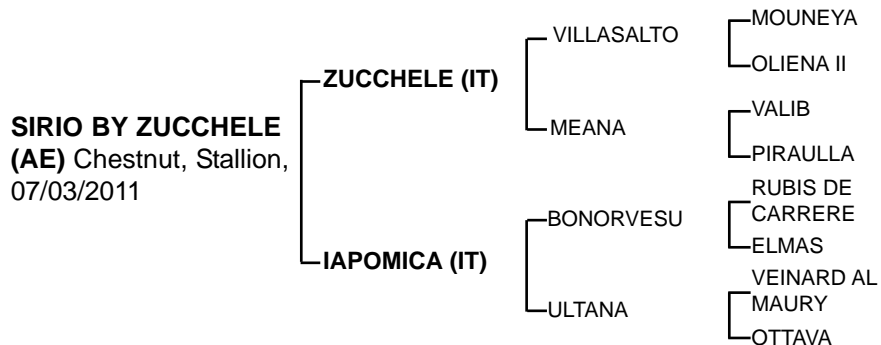 SIRIO BY ZUCCHELE
(AE) Chestnut, Stallion,
07/03/2011
ZUCCHELE (IT)
IAPOMICA (IT)
VILLASALTO
MEANA
BONORVESU
ULTANA
MOUNEYA
OLIENA II
VALIB
PIRAULLA
RUBIS DE
CARRERE
ELMAS
VEINARD AL
MAURY
OTTAVA